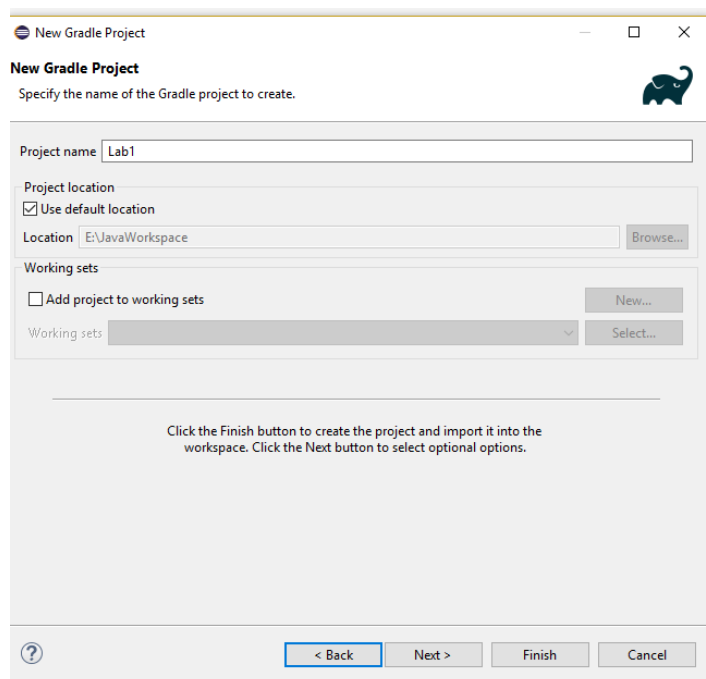 New Gradle Project
New Gradle Project
Specify the name of the Gradle project to create.
Project name Lab1
Project location
Use default location
Location E:\JavaWorkspace Browse...
Working sets
Add project to working sets New...
Working sets Select...
Click the Finish button to create the project and import it into the
workspace. Click the Next button to select optional options.
? < Back Next > Finish Cancel